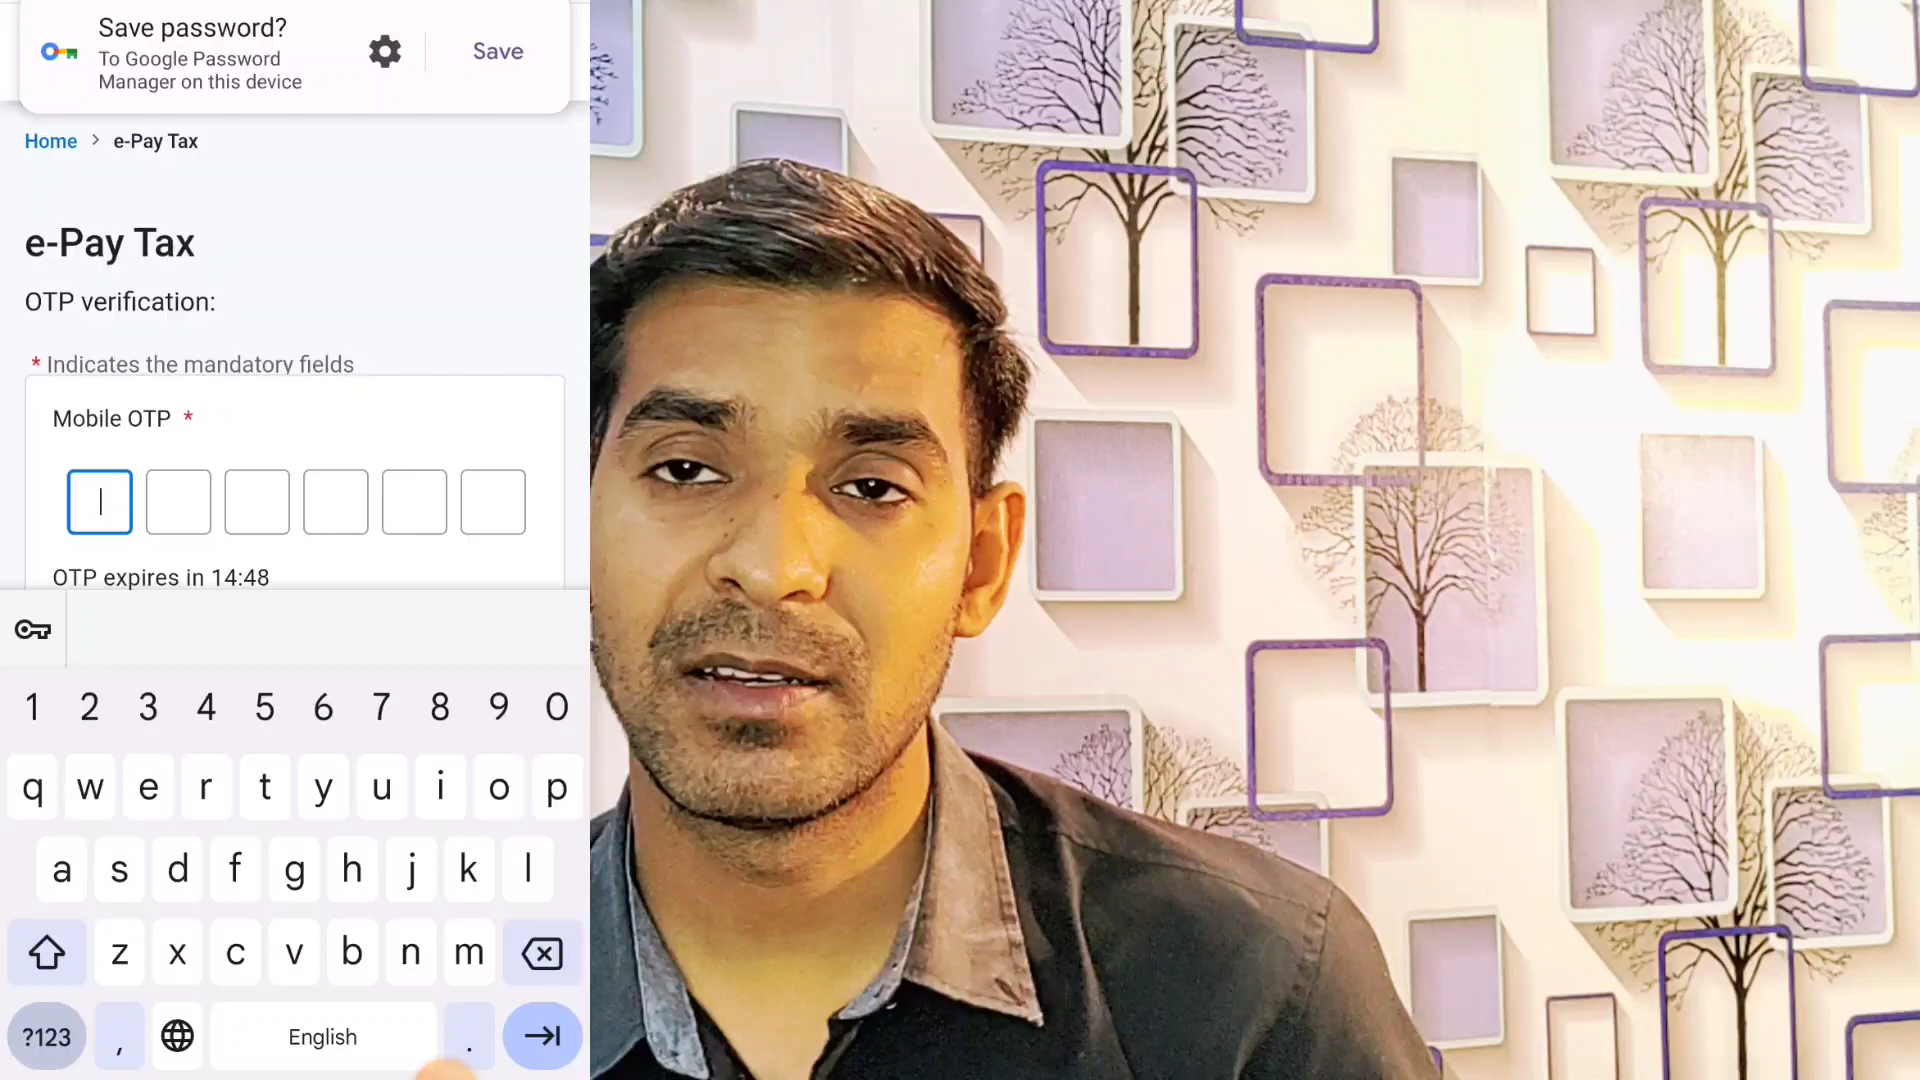 Save password?
To Google Password
Manager on this device
Save
Home > e-Pay Tax
e-Pay Tax
OTP verification:
* Indicates the mandatory fields
Mobile OTP *
OTP expires in 14:48
1 2 3 4 5 6 7 8 9 0
q w e r t y u i o p
a s d f g h j k l
z x c v b n m
?123 , English .